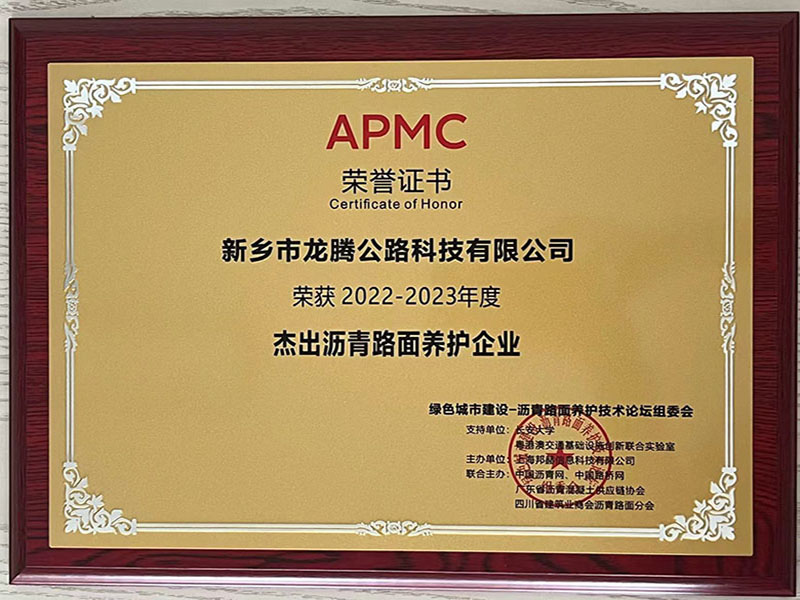 APMC
荣誉证书
Certificate of Honor
新乡市龙腾公路科技有限公司
荣获 2022-2023年度
杰出沥青路面养护企业
绿色城市建设-沥青路面养护技术论坛组委会
支持单位：长安大学
粤港澳交通基础设施创新联合实验室
主办单位：上海邦赫信息科技有限公司
联合主办：中国沥青网、中国路桥网
广东省沥青混凝土供应链协会
四川省建筑业商会沥青路面分会